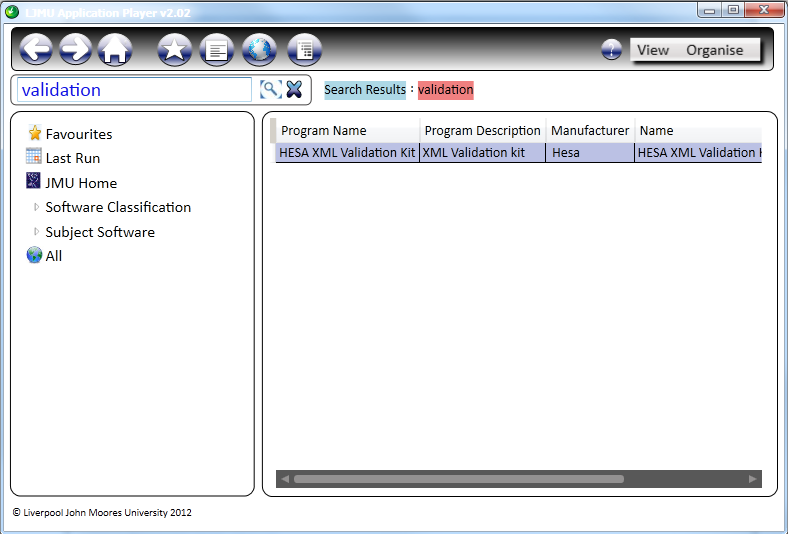 LJMU Application Player v2.02
? View Organise
validation Search Results : validation
Favourites
Last Run
JMU Home
Software Classification
Subject Software
All
Program Name Program Description Manufacturer Name
HESA XML Validation Kit XML Validation kit Hesa HESA XML Validation
© Liverpool John Moores University 2012